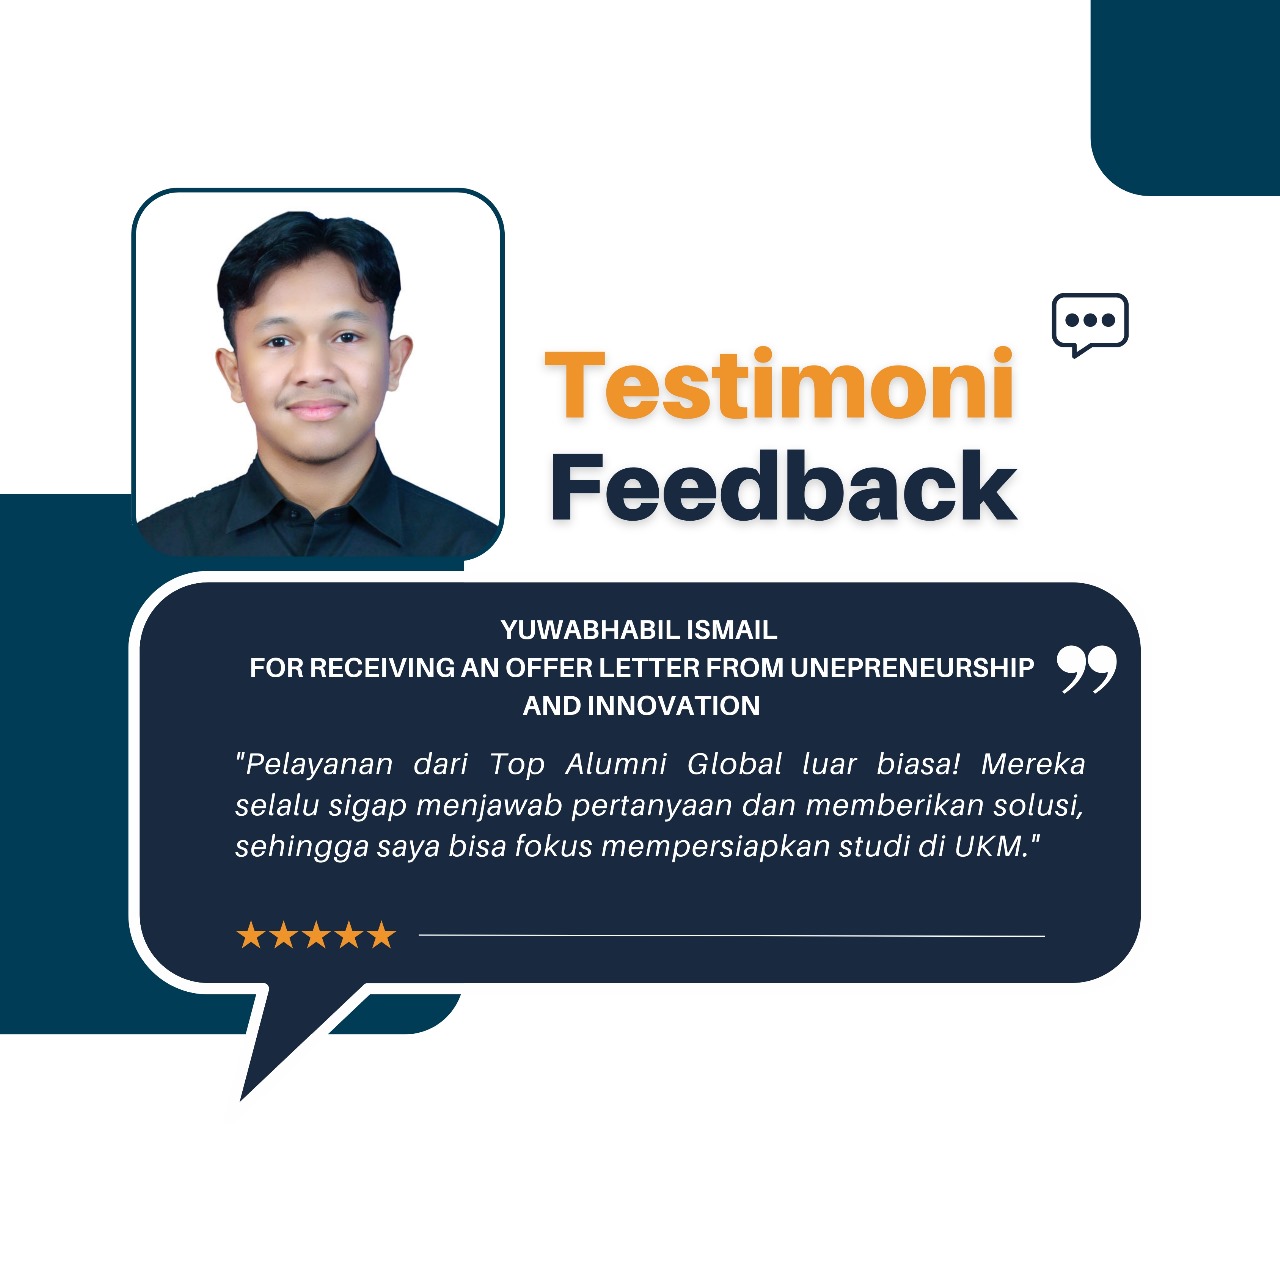 Testimoni
Feedback
YUWABHABIL ISMAIL
FOR RECEIVING AN OFFER LETTER FROM UNEPRENEURSHIP
AND INNOVATION
"Pelayanan dari Top Alumni Global luar biasa! Mereka
selalu sigap menjawab pertanyaan dan memberikan solusi,
sehingga saya bisa fokus mempersiapkan studi di UKM."